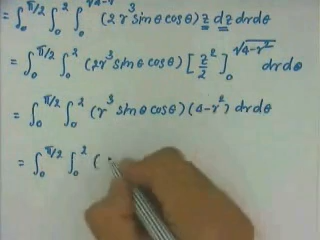 = ∫₀^{π/2} ∫₀² ∫₀^{√4-r²} (2r³ sinθ cosθ) z dz dr dθ
= ∫₀^{π/2} ∫₀² (2r³ sinθ cosθ) [z²/2]₀^{√4-r²} dr dθ
= ∫₀^{π/2} ∫₀² (r³ sinθ cosθ) (4-r²) dr dθ
= ∫₀^{π/2} ∫₀² (